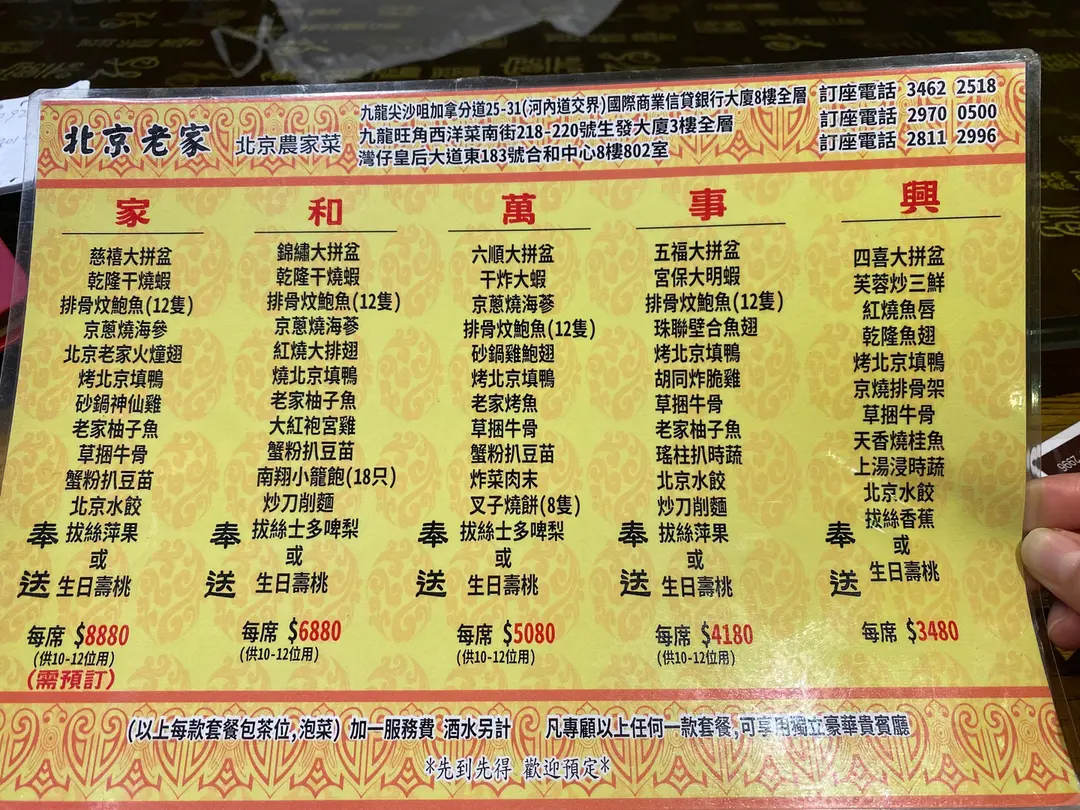 北京老家 北京農家菜
九龍尖沙咀加拿分道25-31(河內道交界)國際商業信貸銀行大廈8樓全層 訂座電話 3462 2518
九龍旺角西洋菜南街218-220號生發大廈3樓全層 訂座電話 2970 0500
灣仔皇后大道東183號合和中心8樓802室 訂座電話 2811 2996
家
慈禧大拼盆
乾隆干燒蝦
排骨炆鮑魚(12隻)
京蔥燒海參
北京老家火燑翅
烤北京填鴨
砂鍋神仙雞
老家柚子魚
草捆牛骨
蟹粉扒豆苗
北京水餃
奉送
拔絲萍果
或
生日壽桃
每席 $8880
(供10-12位用)
(需預訂)
和
錦繡大拼盆
乾隆干燒蝦
排骨炆鮑魚(12隻)
京蔥燒海蔘
紅燒大排翅
燒北京填鴨
老家柚子魚
大紅袍宮雞
蟹粉扒豆苗
南翔小籠飽(18只)
炒刀削麵
奉送
拔絲士多啤梨
或
生日壽桃
每席 $6880
(供10-12位用)
萬
六順大拼盆
干炸大蝦
京蔥燒海蔘
排骨炆鮑魚(12隻)
砂鍋雞鮑翅
烤北京填鴨
老家烤魚
草捆牛骨
蟹粉扒豆苗
炸菜肉末
叉子燒餅(8隻)
奉送
拔絲士多啤梨
或
生日壽桃
每席 $5080
(供10-12位用)
事
五福大拼盆
宮保大明蝦
排骨炆鮑魚(12隻)
珠聯壁合魚翅
烤北京填鴨
胡同炸脆雞
草捆牛骨
老家柚子魚
瑤柱扒時蔬
北京水餃
炒刀削麵
奉送
拔絲萍果
或
生日壽桃
每席 $4180
(供10-12位用)
興
四喜大拼盆
芙蓉炒三鮮
紅燒魚唇
乾隆魚翅
烤北京填鴨
京燒排骨架
草捆牛骨
天香燒桂魚
上湯浸時蔬
北京水餃
拔絲香蕉
奉送
或
生日壽桃
每席 $3480
(以上每款套餐包茶位,泡菜) 加一服務費 酒水另計 凡專顧以上任何一款套餐,可享用獨立豪華貴賓廳
*先到先得 歡迎預定*
9662